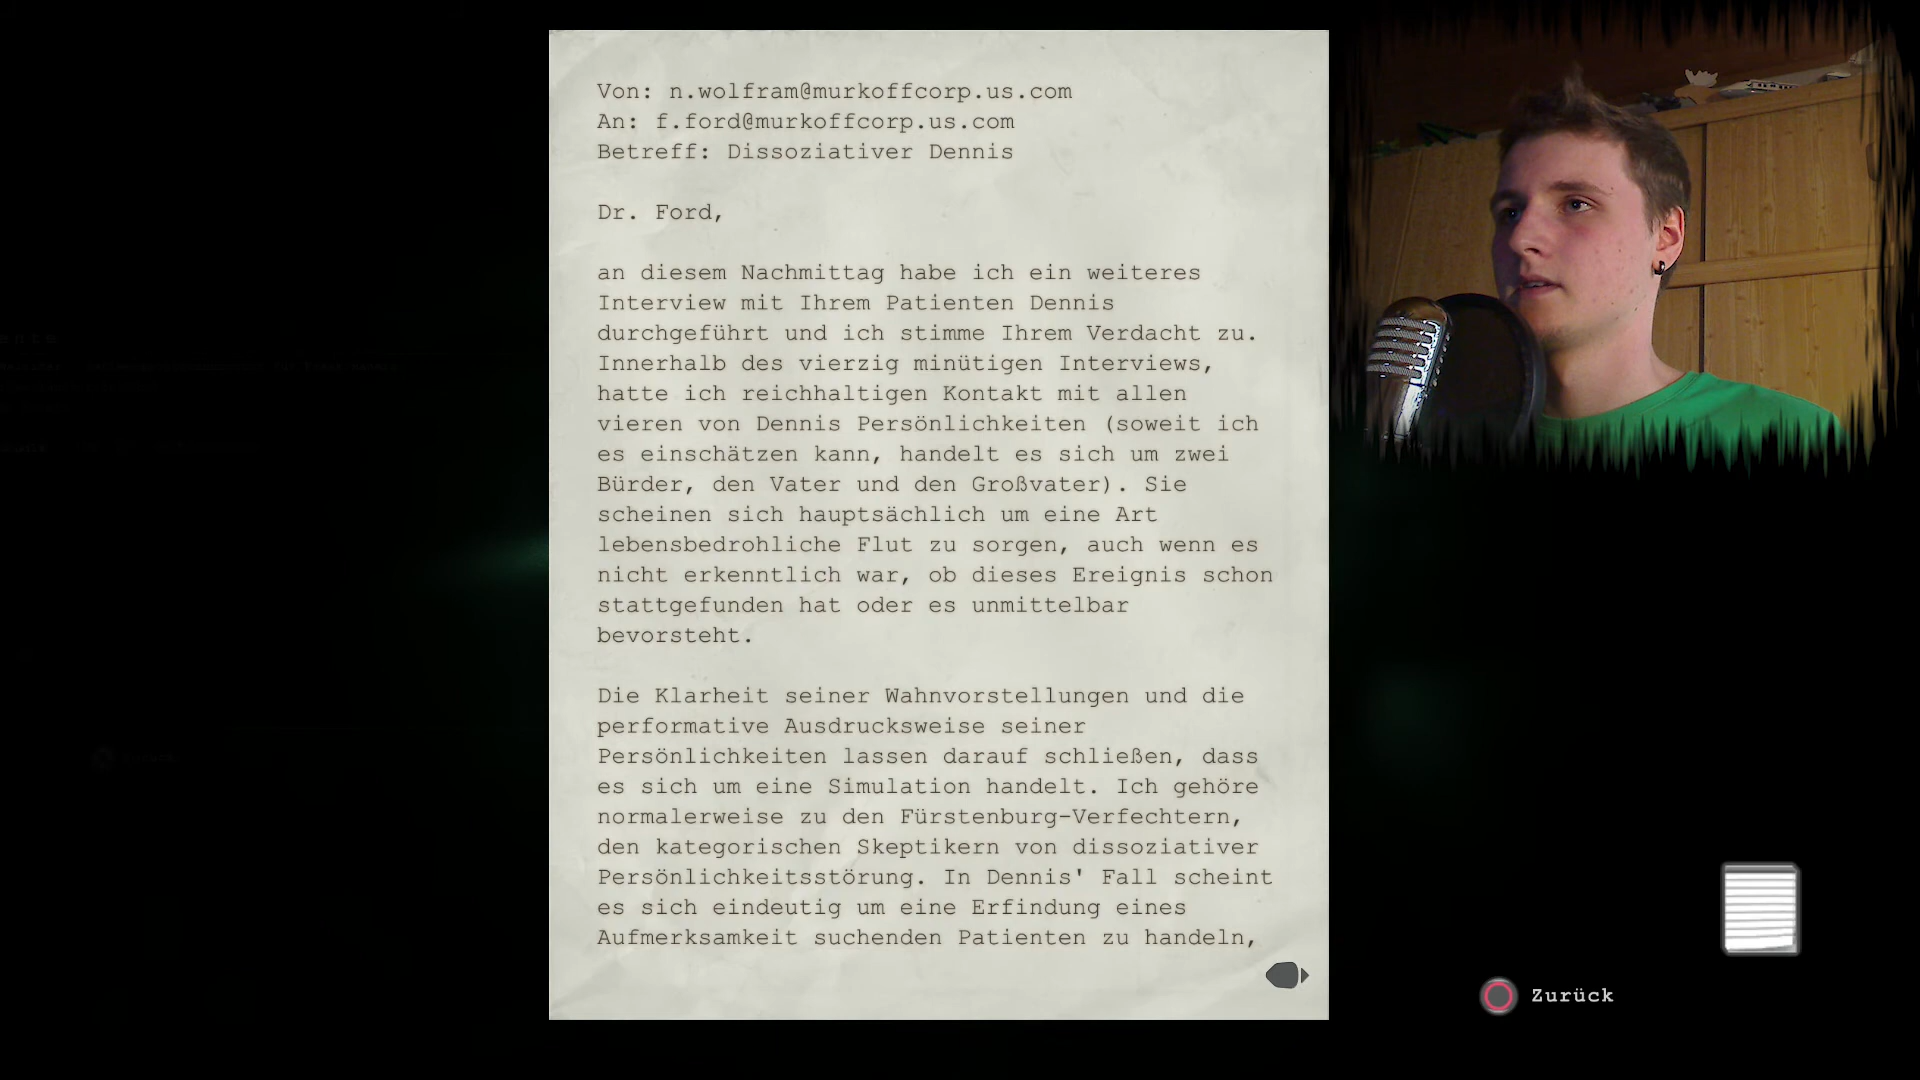 Von: n.wolfram@murkoffcorp.us.com
An: f.ford@murkoffcorp.us.com
Betreff: Dissoziativer Dennis
Dr. Ford,
an diesem Nachmittag habe ich ein weiteres
Interview mit Ihrem Patienten Dennis
durchgeführt und ich stimme Ihrem Verdacht zu.
Innerhalb des vierzig minütigen Interviews,
hatte ich reichhaltigen Kontakt mit allen
vieren von Dennis Persönlichkeiten (soweit ich
es einschätzen kann, handelt es sich um zwei
Bürder, den Vater und den Großvater). Sie
scheinen sich hauptsächlich um eine Art
lebensbedrohliche Flut zu sorgen, auch wenn es
nicht erkenntlich war, ob dieses Ereignis schon
stattgefunden hat oder es unmittelbar
bevorsteht.
Die Klarheit seiner Wahnvorstellungen und die
performative Ausdrucksweise seiner
Persönlichkeiten lassen darauf schließen, dass
es sich um eine Simulation handelt. Ich gehöre
normalerweise zu den Fürstenburg-Verfechtern,
den kategorischen Skeptikern von dissoziativer
Persönlichkeitsstörung. In Dennis' Fall scheint
es sich eindeutig um eine Erfindung eines
Aufmerksamkeit suchenden Patienten zu handeln,
Zurück